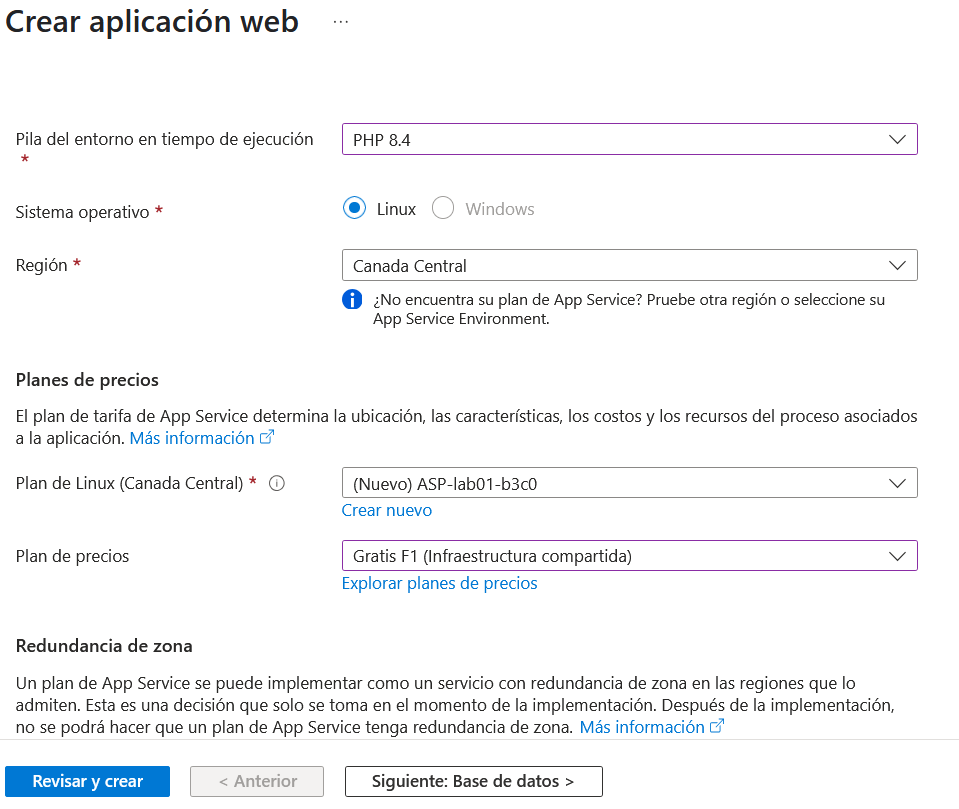 Crear aplicación web ...
Pila del entorno en tiempo de ejecución
*
PHP 8.4
Sistema operativo *
Linux
Windows
Región *
Canada Central
¿No encuentra su plan de App Service? Pruebe otra región o seleccione su
App Service Environment.
Planes de precios
El plan de tarifa de App Service determina la ubicación, las características, los costos y los recursos del proceso asociados
a la aplicación. Más información
Plan de Linux (Canada Central) *
(Nuevo) ASP-lab01-b3c0
Crear nuevo
Plan de precios
Gratis F1 (Infraestructura compartida)
Explorar planes de precios
Redundancia de zona
Un plan de App Service se puede implementar como un servicio con redundancia de zona en las regiones que lo
admiten. Esta es una decisión que solo se toma en el momento de la implementación. Después de la implementación,
no se podrá hacer que un plan de App Service tenga redundancia de zona. Más información
Revisar y crear
< Anterior
Siguiente: Base de datos >